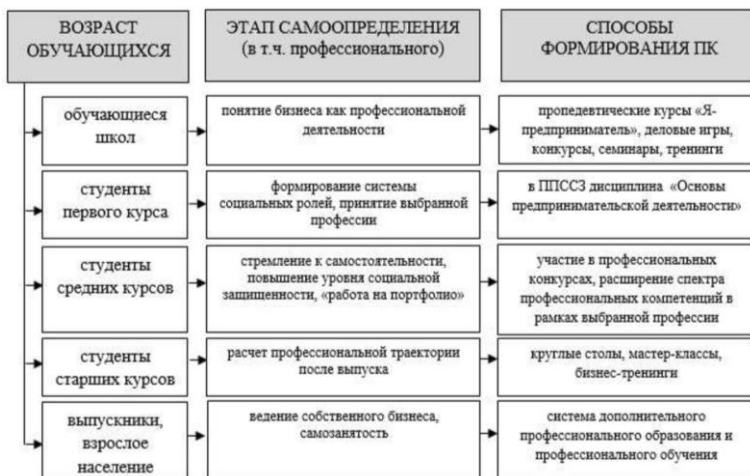 ВОЗРАСТ
ОБУЧАЮЩИХСЯ
ЭТАП САМООПРЕДЕЛЕНИЯ
(в т.ч. профессионального)
СПОСОБЫ
ФОРМИРОВАНИЯ ПК
обучающиеся
школ
понятие бизнеса как профессиональной
деятельности
пропедевтические курсы «Я-
предприниматель», деловые игры,
конкурсы, семинары, тренинги
студенты
первого курса
формирование системы
социальных ролей, принятие выбранной
профессии
в ППССЗ дисциплина «Основы
предпринимательской деятельности»
студенты
средних курсов
стремление к самостоятельности,
повышение уровня социальной
защищенности, «работа на портфолио»
участие в профессиональных
конкурсах, расширение спектра
профессиональных компетенций в
рамках выбранной профессии
студенты
старших курсов
расчет профессиональной траектории
после выпуска
круглые столы, мастер-классы,
бизнес-тренинги
выпускники,
взрослое
население
ведение собственного бизнеса,
самозанятость
система дополнительного
профессионального образования и
профессионального обучения